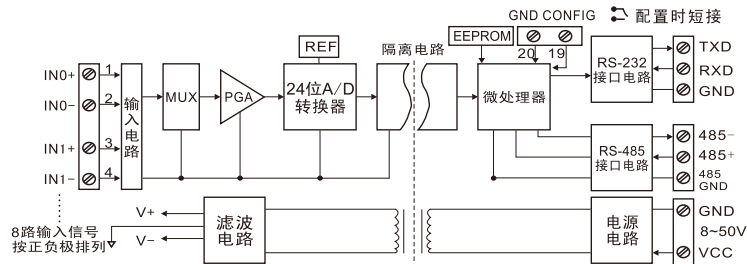 GND CONFIG 配置时短接
EEPROM
20 19
REF
隔离电路
IN0+ 1
IN0- 2
IN1+ 3
IN1- 4
输入电路
MUX
PGA
24位A/D
转换器
微处理器
RS-232
接口电路
TXD
RXD
GND
RS-485
接口电路
485-
485+
485
GND
8路输入信号
按正负极排列
V+
V-
滤波
电路
电源
电路
GND
8~50V
VCC